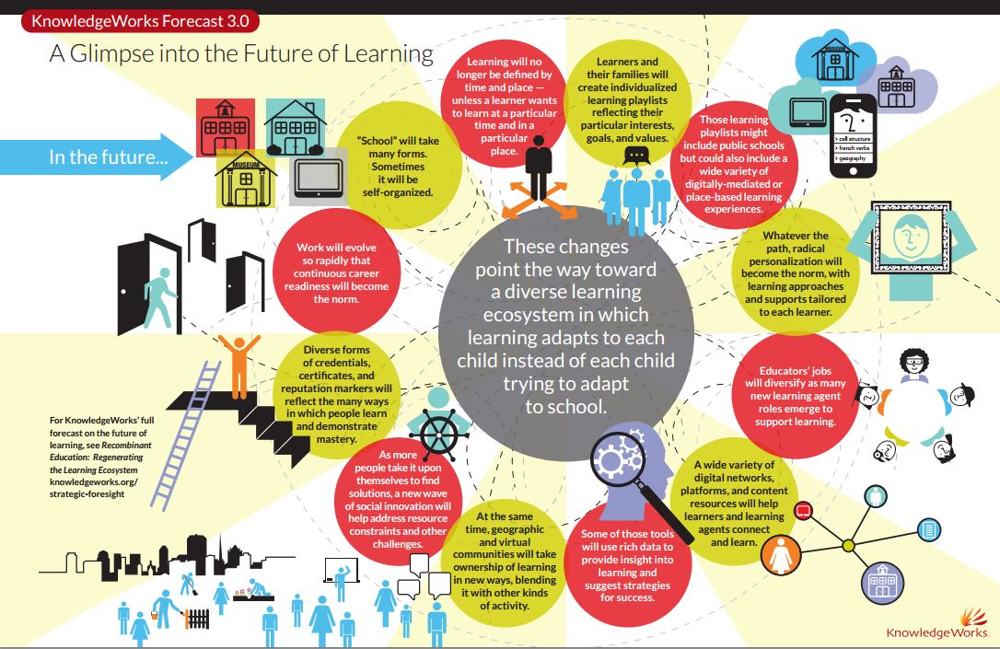 KnowledgeWorks Forecast 3.0
A Glimpse into the Future of Learning
In the future...
MUSEUM
“School” will take
many forms.
Sometimes
it will be
self-organized.
Learning will no
longer be defined by
time and place —
unless a learner wants
to learn at a particular
time and in a
particular
place.
Learners and
their families will
create individualized
learning playlists
reflecting their
particular interests,
goals, and values.
Those learning
playlists might
include public schools
but could also include a
wide variety of
digitally-mediated or
place-based learning
experiences.
MUSEUM
> cell structure
> french verbs
> geography
Whatever the
path, radical
personalization will
become the norm, with
learning approaches
and supports tailored
to each learner.
Educators’ jobs
will diversify as many
new learning agent
roles emerge to
support learning.
A wide variety of
digital networks,
platforms, and content
resources will help
learners and learning
agents connect
and learn.
Some of those tools
will use rich data to
provide insight into
learning and
suggest strategies
for success.
At the same
time, geographic
and virtual
communities will take
ownership of learning
in new ways, blending
it with other kinds
of activity.
As more
people take it upon
themselves to find
solutions, a new wave
of social innovation will
help address resource
constraints and other
challenges.
Diverse forms
of credentials,
certificates, and
reputation markers will
reflect the many ways
in which people learn
and demonstrate
mastery.
Work will evolve
so rapidly that
continuous career
readiness will become
the norm.
These changes
point the way toward
a diverse learning
ecosystem in which
learning adapts to each
child instead of each child
trying to adapt
to school.
For KnowledgeWorks’ full
forecast on the future of
learning, see Recombinant
Education: Regenerating
the Learning Ecosystem
knowledgeworks.org/
strategic-foresight
KnowledgeWorks.